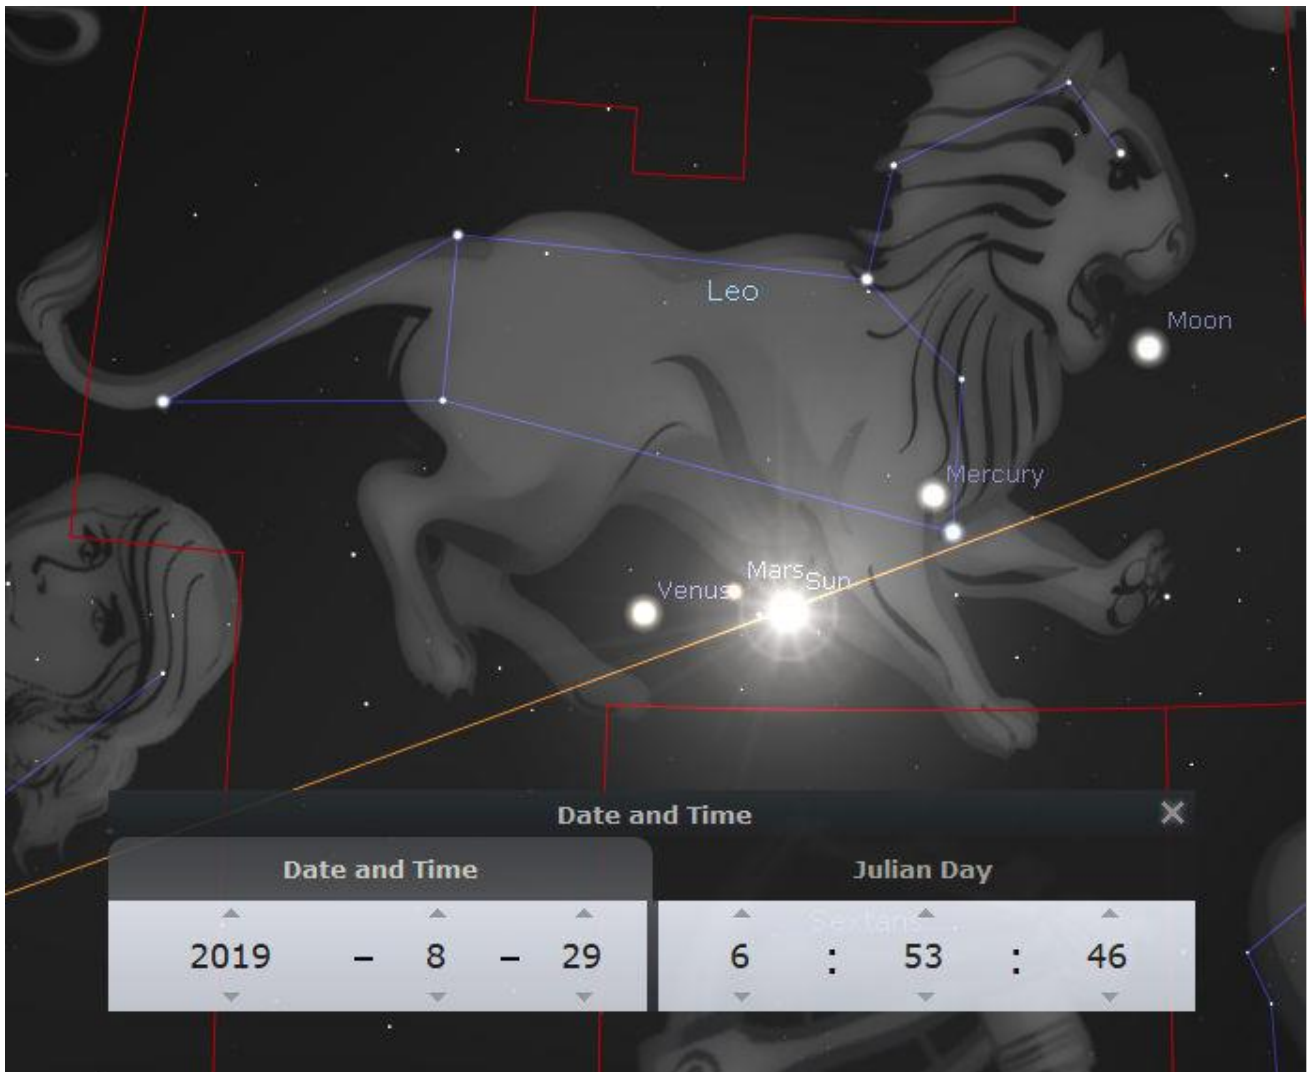 Leo
Moon
Mercury
Mars
Sun
Venus
Date and Time
Date and Time
Julian Day
Sextans
2019 – 8 – 29
6 : 53 : 46